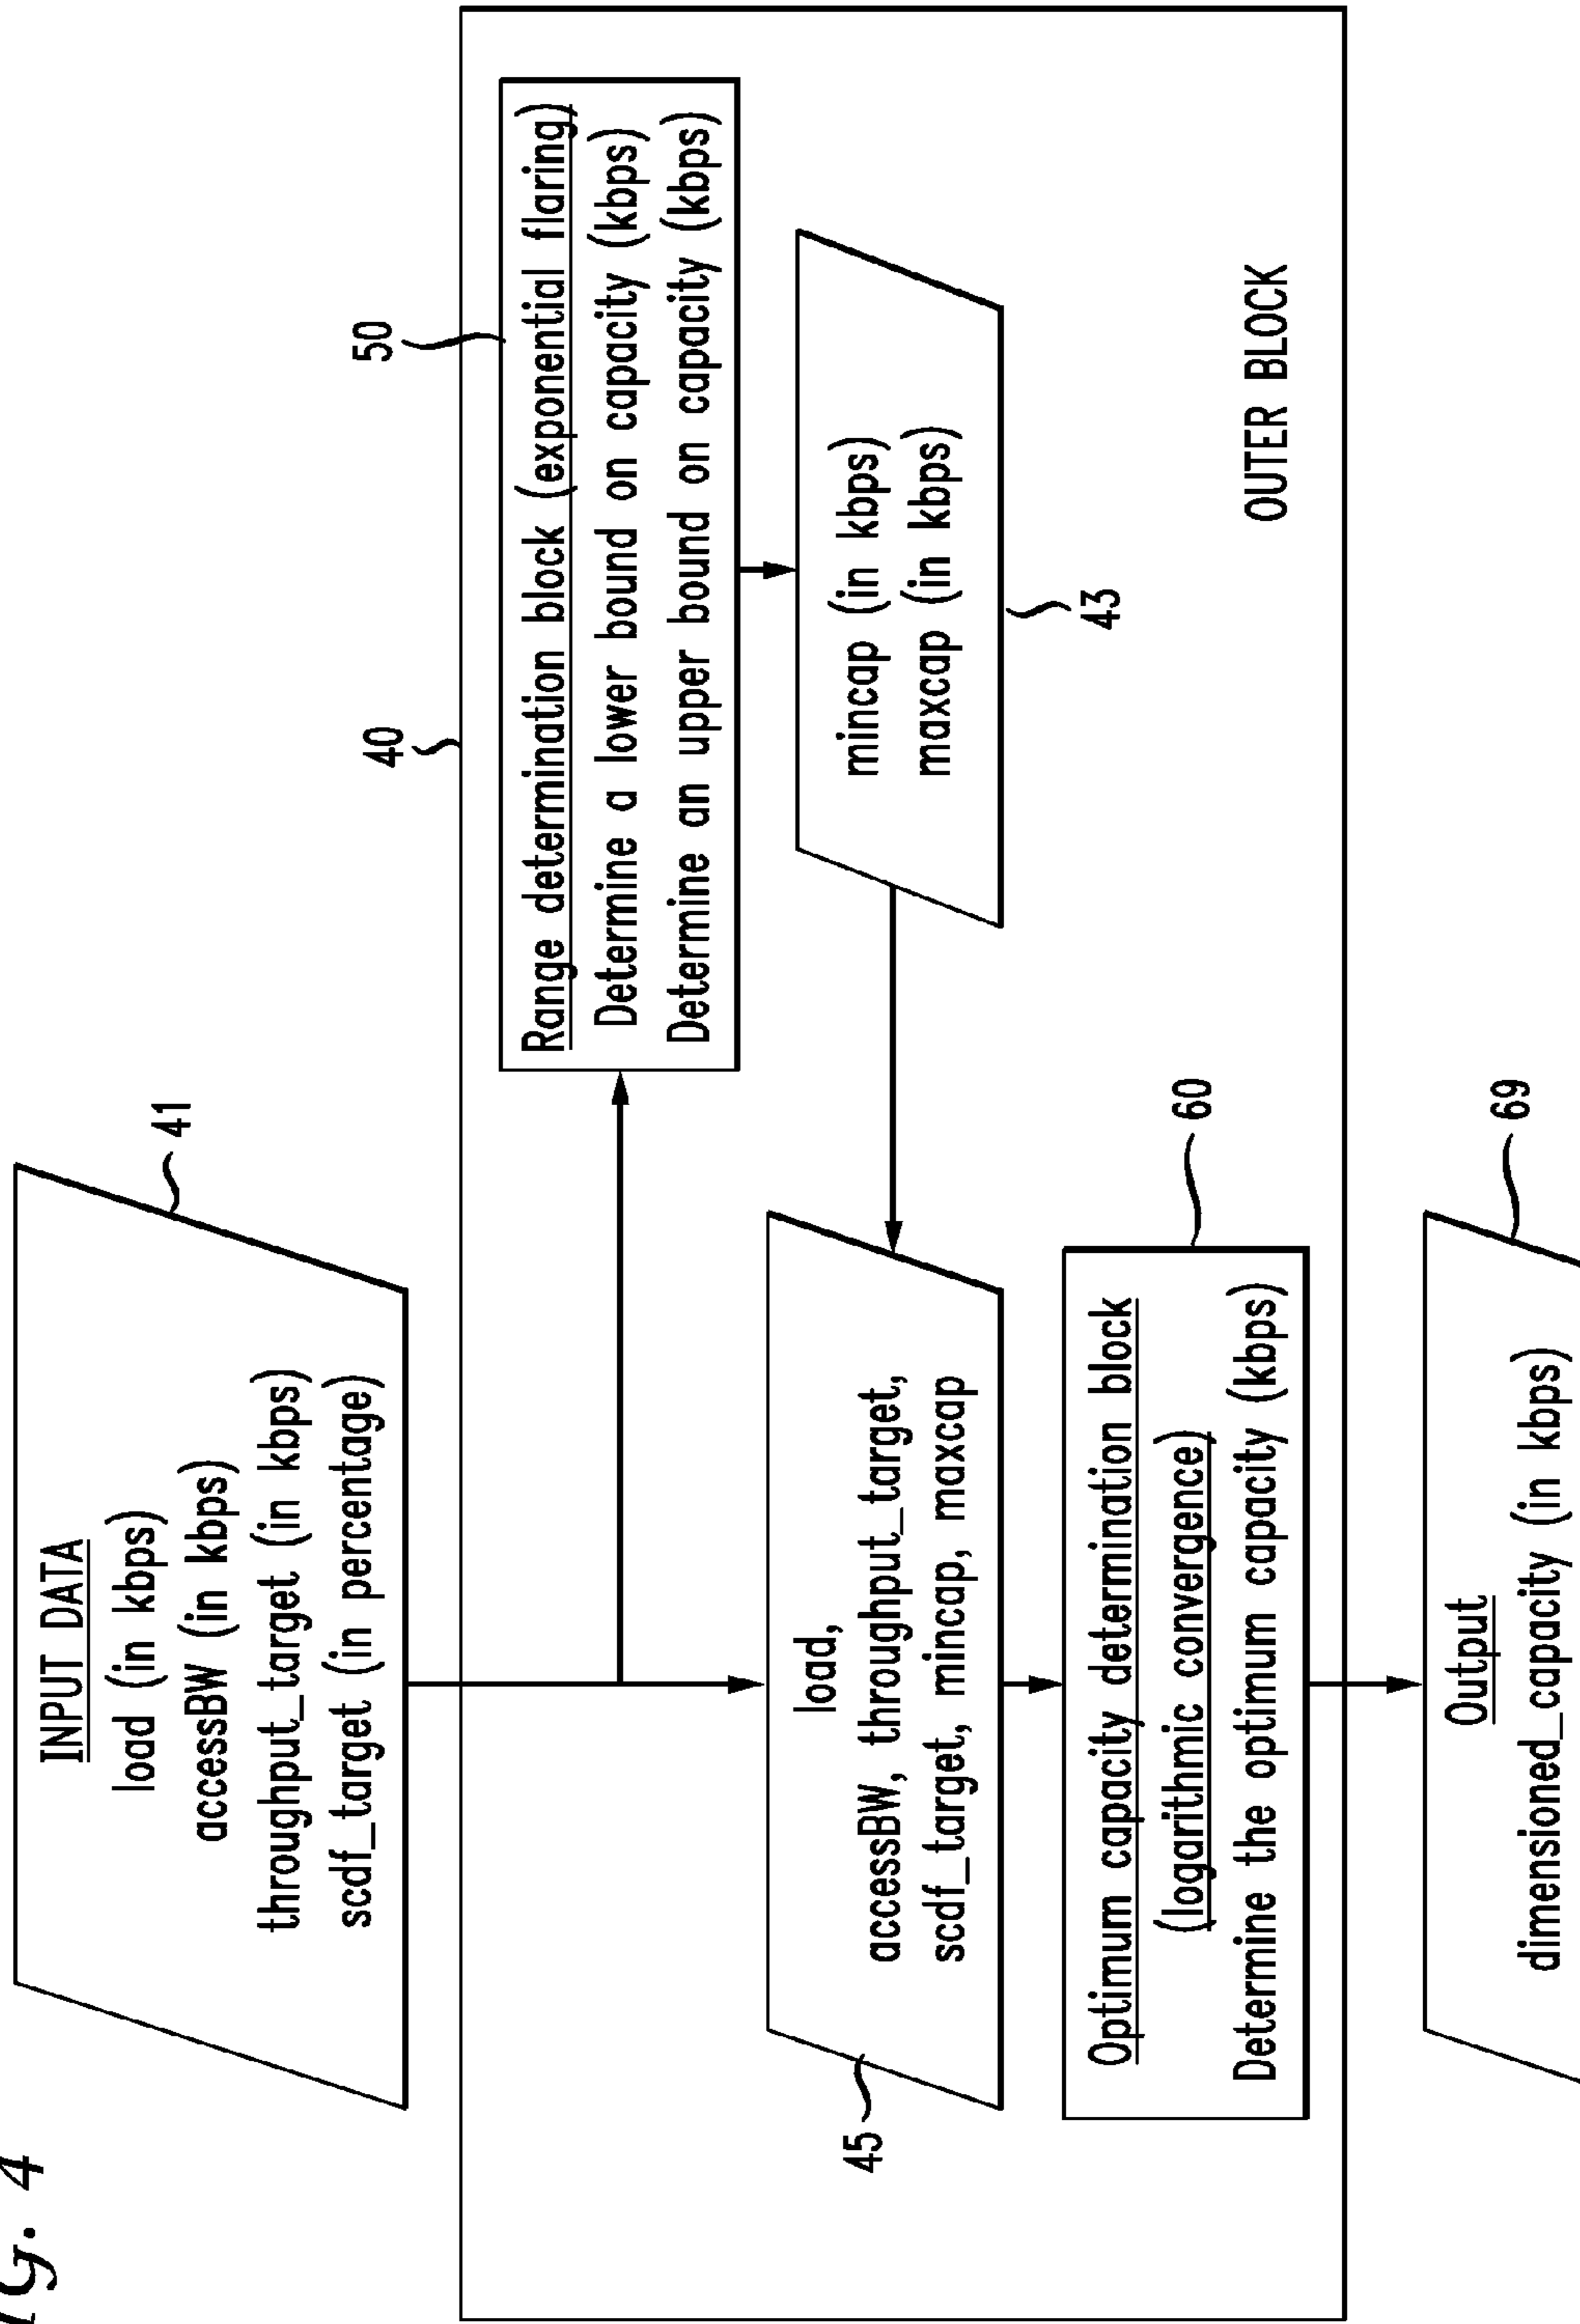 G. 4
INPUT DATA
load (in kbps)
accessBW (in kbps)
throughput_target (in kbps)
scdf_target (in percentage)
41
40
50
Range determination block (exponential flaring)
Determine a lower bound on capacity (kbps)
Determine an upper bound on capacity (kbps)
mincap (in kbps)
maxcap (in kbps)
43
45
load,
accessBW, throughput_target,
scdf_target, mincap, maxcap
60
Optimum capacity determination block
(logarithmic convergence)
Determine the optimum capacity (kbps)
OUTER BLOCK
69
Output
dimensioned_capacity (in kbps)